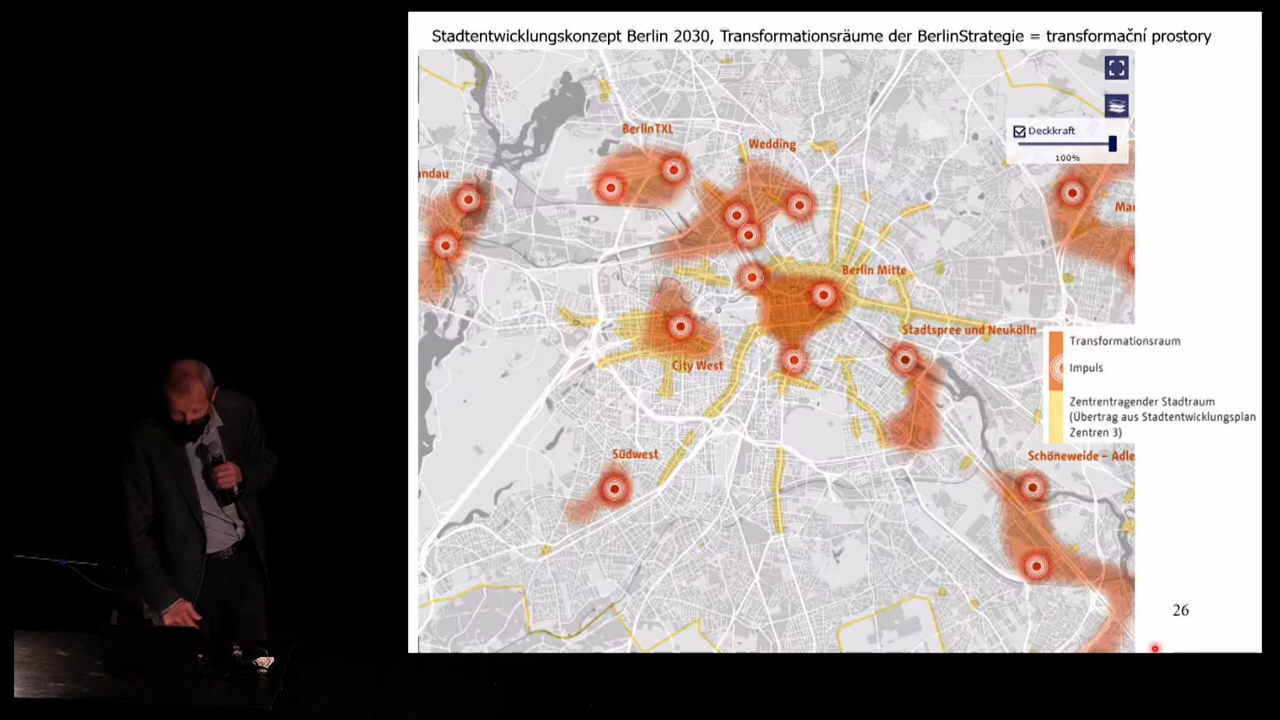 Stadtentwicklungskonzept Berlin 2030, Transformationsräume der BerlinStrategie = transformační prostory
Deckkraft
100%
BerlinTXL
Wedding
ndau
Mar
Berlin Mitte
Stadtspree und Neukölln
City West
Transformationsraum
Impuls
Zentrentragender Stadtraum
(Übertrag aus Stadtentwicklungsplan
Zentren 3)
Südwest
Schöneweide – Adle
26